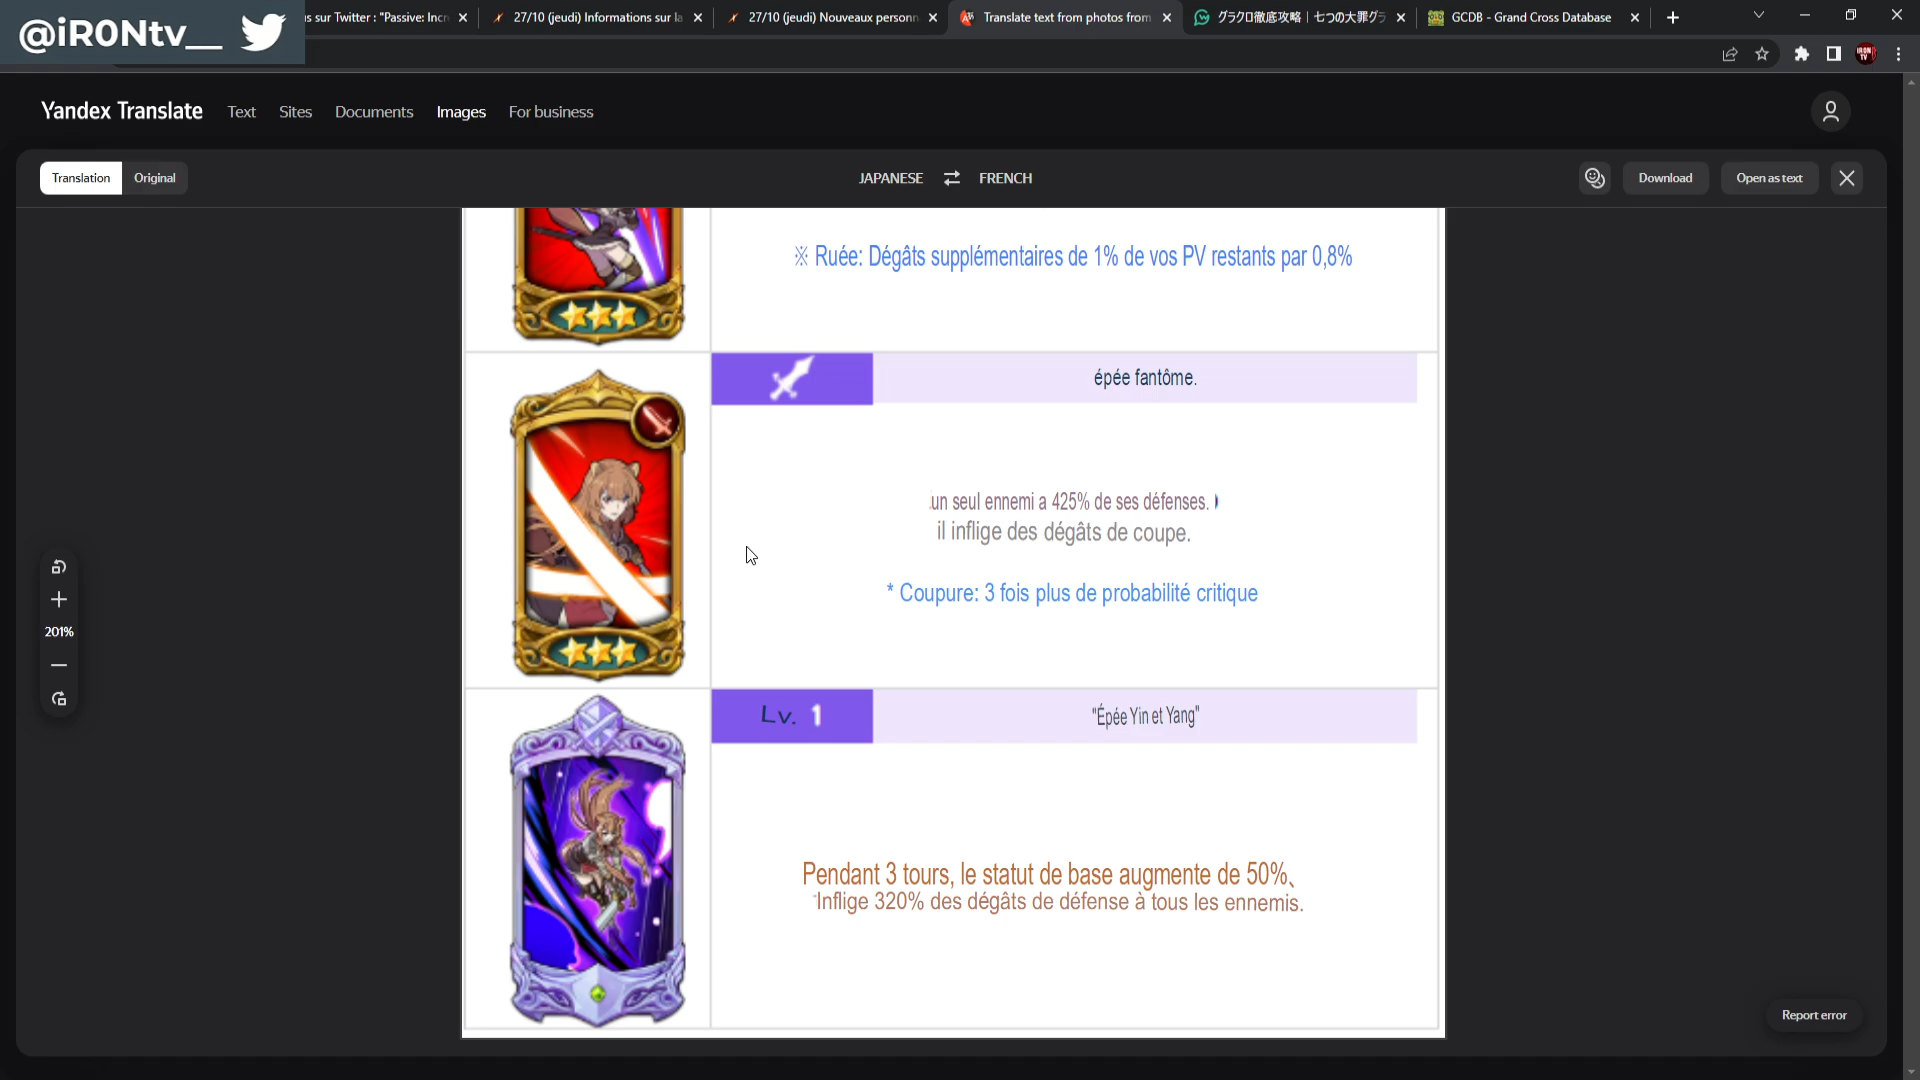 @iR0Ntv__
us sur Twitter : "Passive: Incr
27/10 (jeudi) Informations sur la
27/10 (jeudi) Nouveaux personn
Translate text from photos from
グラクロ徹底攻略 | 七つの大罪グラ
GCDB - Grand Cross Database
Yandex Translate
Text
Sites
Documents
Images
For business
Translation
Original
JAPANESE
FRENCH
Download
Open as text
※ Ruée: Dégâts supplémentaires de 1% de vos PV restants par 0,8%
épée fantôme.
un seul ennemi a 425% de ses défenses.
il inflige des dégâts de coupe.
* Coupure: 3 fois plus de probabilité critique
201%
Lv. 1
"Épée Yin et Yang"
Pendant 3 tours, le statut de base augmente de 50%、
Inflige 320% des dégâts de défense à tous les ennemis.
Report error